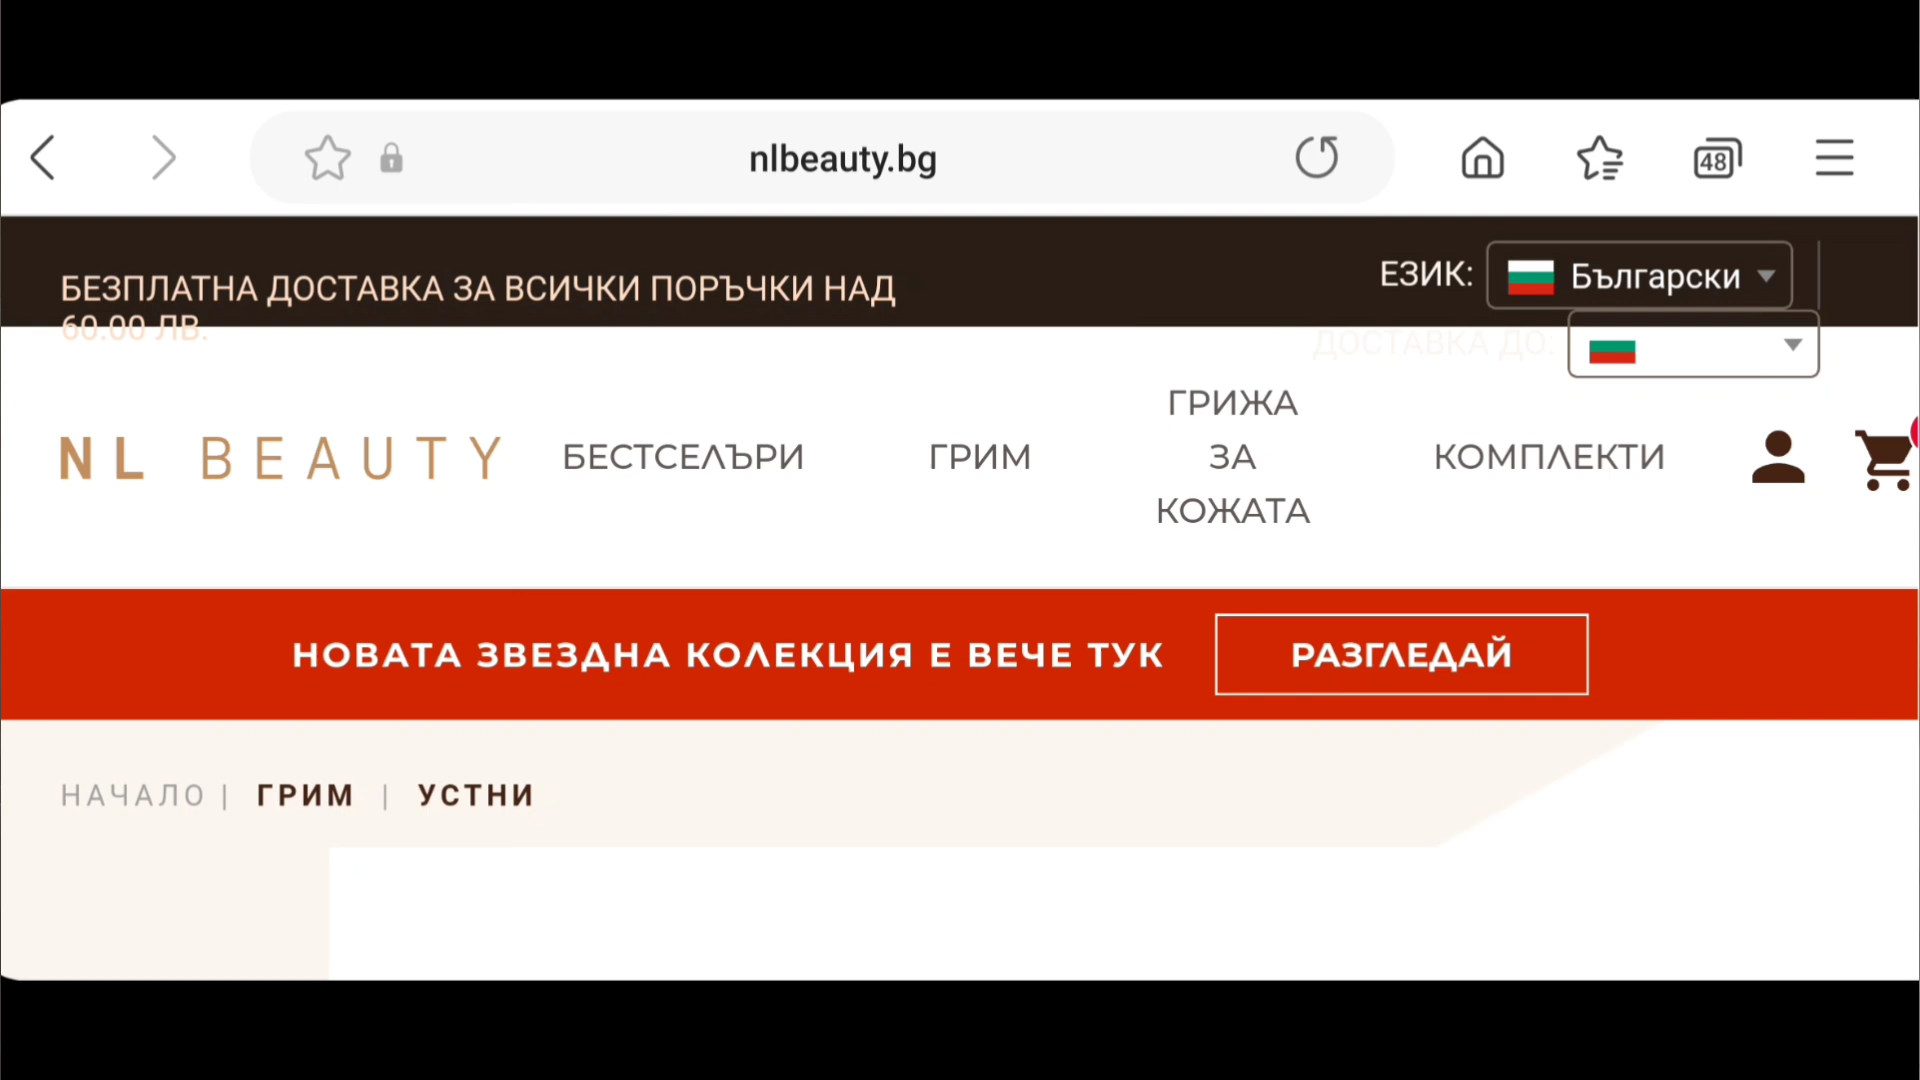 nlbeauty.bg
48
БЕЗПЛАТНА ДОСТАВКА ЗА ВСИЧКИ ПОРЪЧКИ НАД
60.00 ЛВ.
ЕЗИК: Български
ДОСТАВКА ДО:
NL BEAUTY
БЕСТСЕЛЪРИ
ГРИМ
ГРИЖА
ЗА
КОЖАТА
КОМПЛЕКТИ
НОВАТА ЗВЕЗДНА КОЛЕКЦИЯ Е ВЕЧЕ ТУК
РАЗГЛЕДАЙ
НАЧАЛО | ГРИМ | УСТНИ